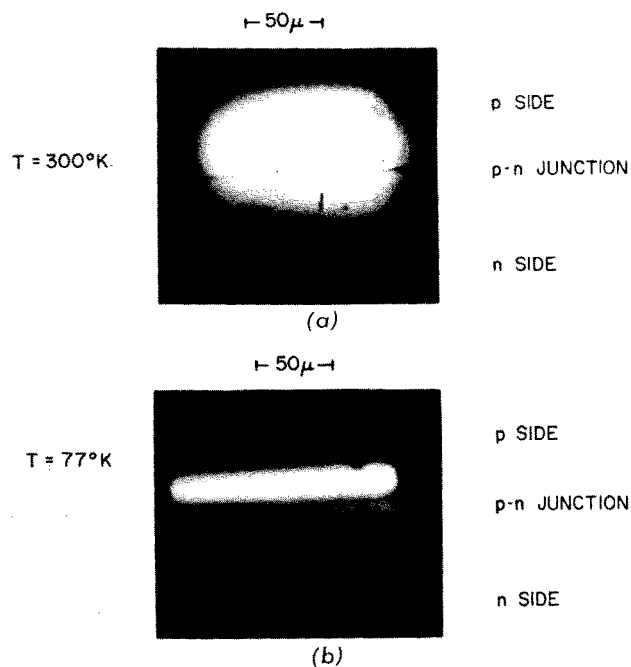 50μ
p SIDE
T = 300°K.
p-n JUNCTION
n SIDE
(a)
50μ
p SIDE
T = 77°K
p-n JUNCTION
n SIDE
(b)